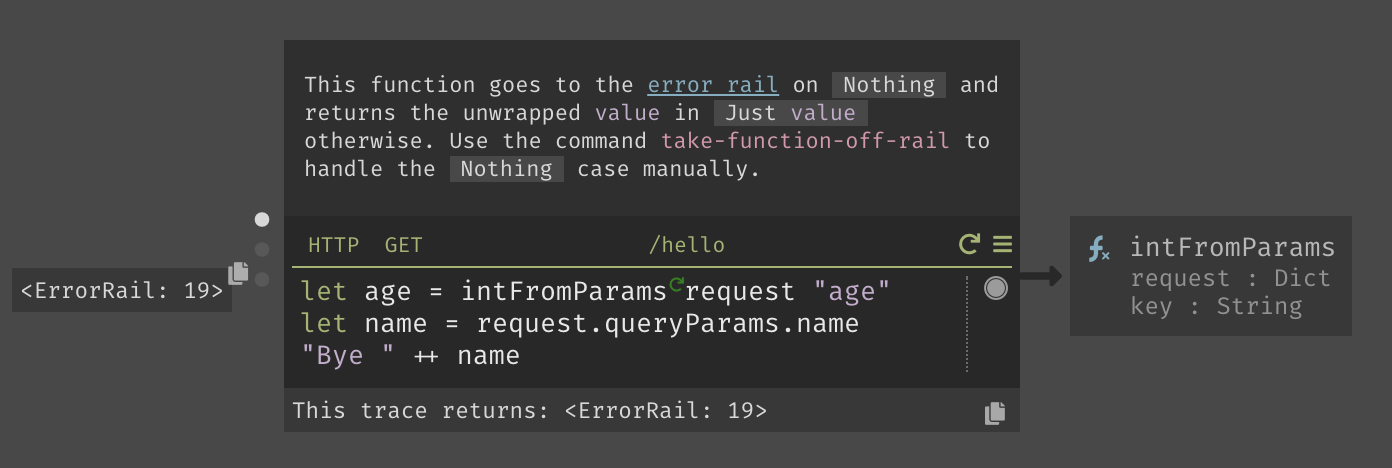 This function goes to the error rail on Nothing and
returns the unwrapped value in Just value
otherwise. Use the command take-function-off-rail to
handle the Nothing case manually.
HTTP GET /hello
<ErrorRail: 19>
let age = intFromParams request "age"
let name = request.queryParams.name
"Bye " ++ name
This trace returns: <ErrorRail: 19>
fx intFromParams
request : Dict
key : String